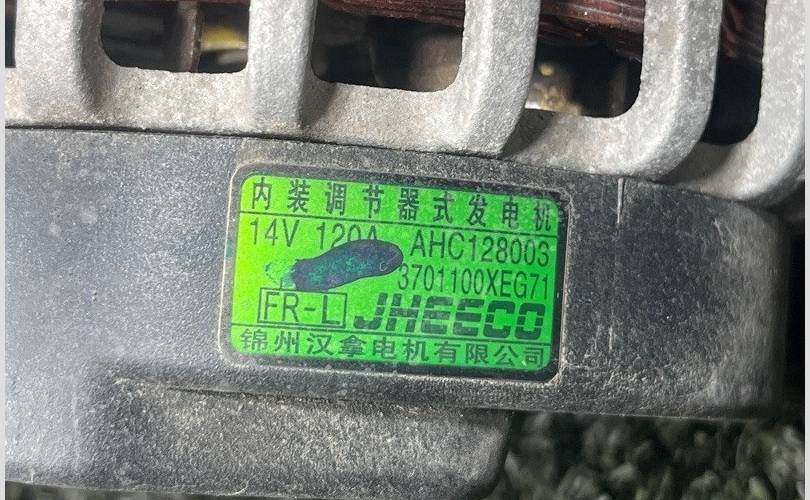 内装调节器式发电机
14V 120A AHC128003
3701100XEG71
FR-L JHEECO
锦州汉拿电机有限公司